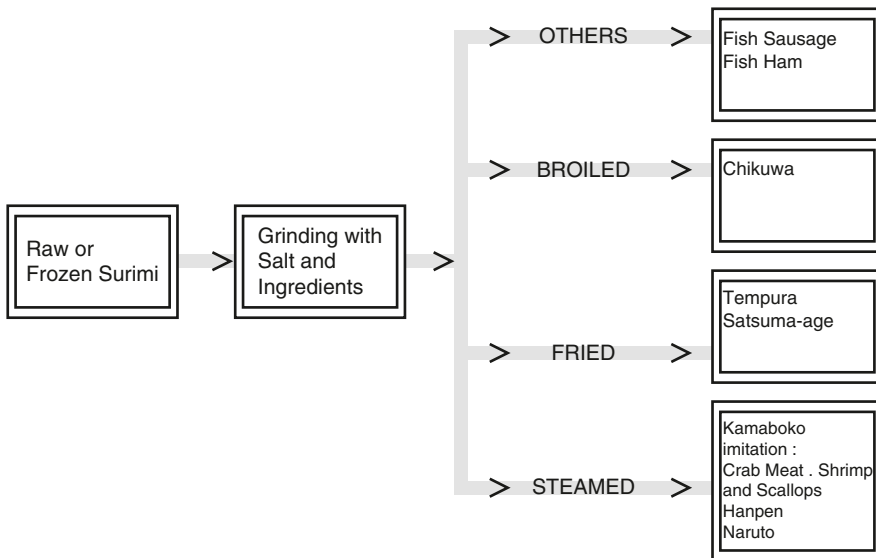 Raw or
Frozen Surimi
Grinding with
Salt and
Ingredients
OTHERS
Fish Sausage
Fish Ham
BROILED
Chikuwa
FRIED
Tempura
Satsuma-age
STEAMED
Kamaboko
imitation :
Crab Meat . Shrimp
and Scallops
Hanpen
Naruto